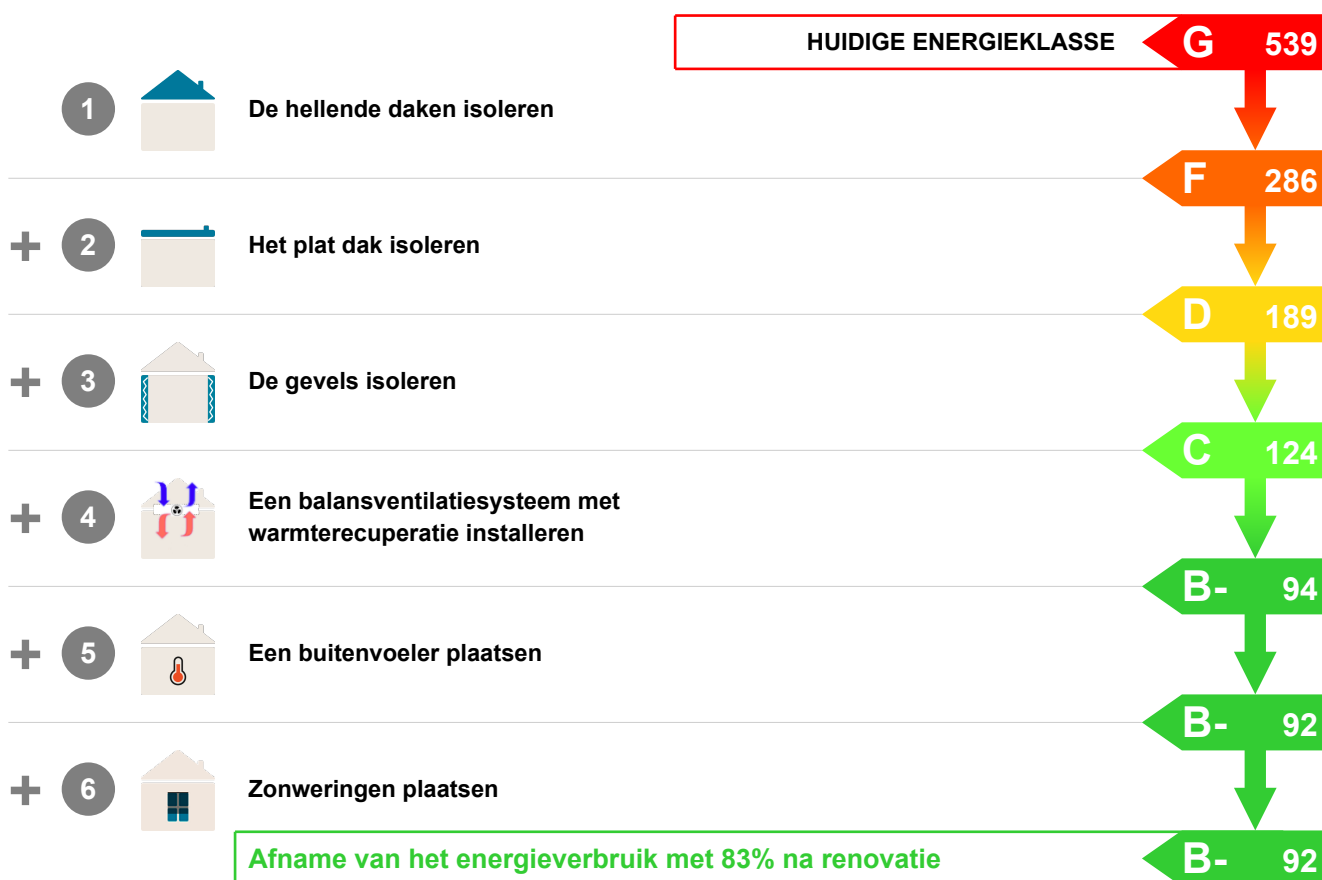 HUIDIGE ENERGIEKLASSE G 539
1 De hellende daken isoleren
F 286
+ 2 Het plat dak isoleren
D 189
+ 3 De gevels isoleren
C 124
+ 4 Een balansventilatiesysteem met
warmterecuperatie installeren
B- 94
+ 5 Een buitenvoeler plaatsen
B- 92
+ 6 Zonweringen plaatsen
Afname van het energieverbruik met 83% na renovatie B- 92